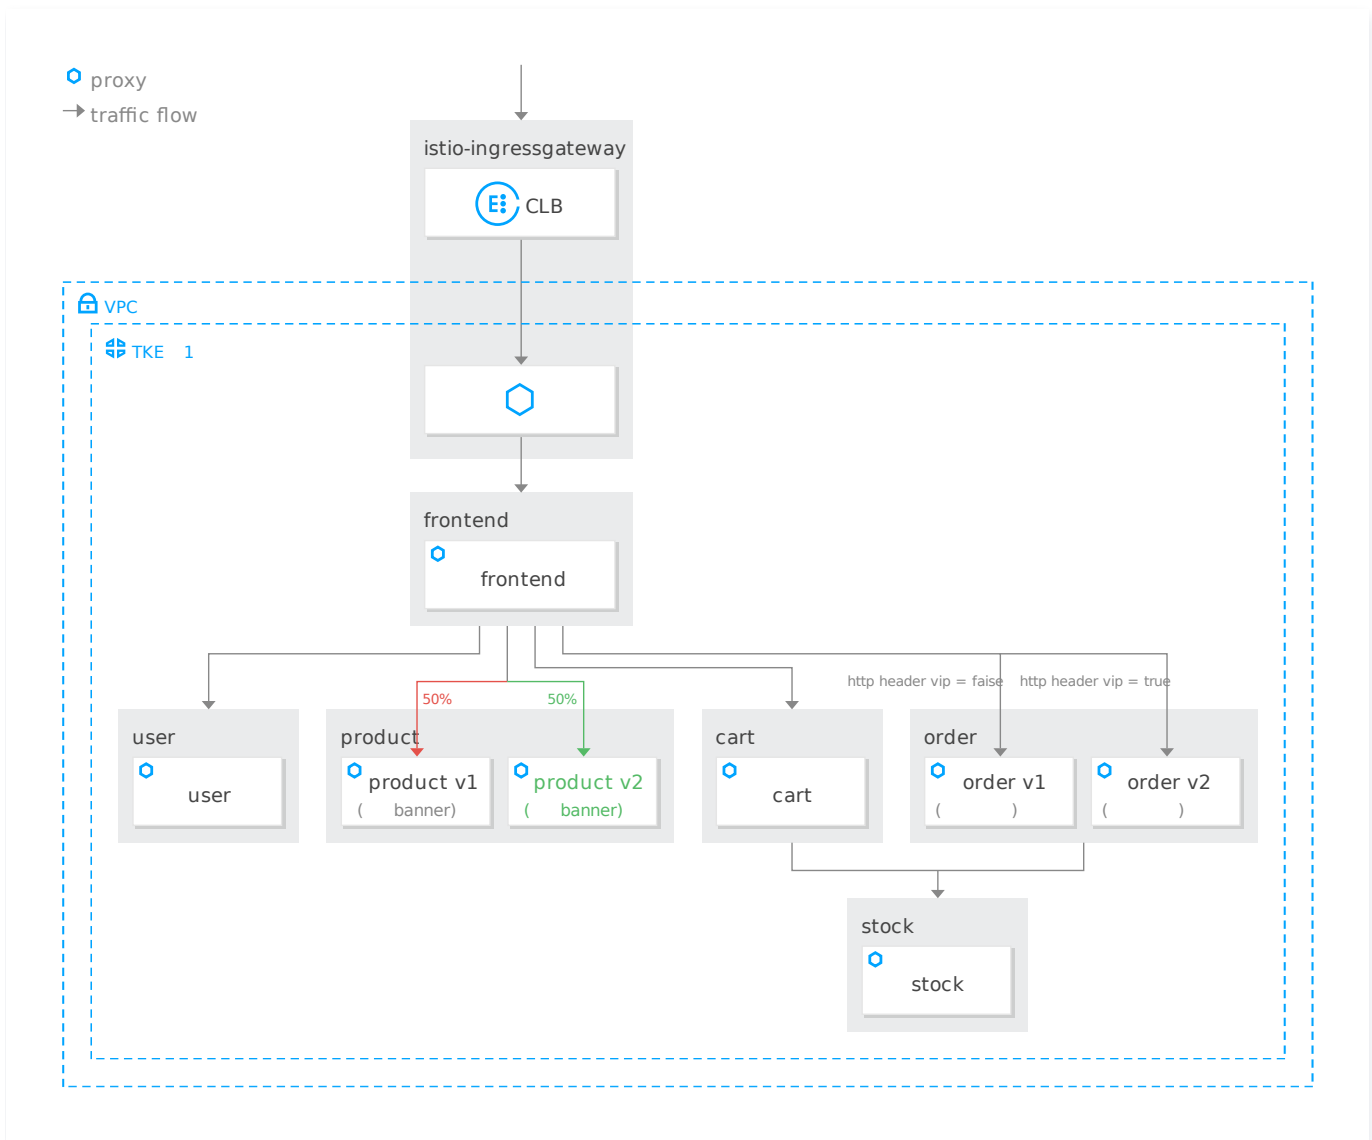 proxy
traffic flow
istio-ingressgateway
CLB
VPC
TKE 1
frontend
frontend
http header vip = faise
http header vip = true
50%
50%
user
product
cart
order
user
product v1
( banner)
product v2
( banner)
cart
order v1
( )
order v2
( )
stock
stock